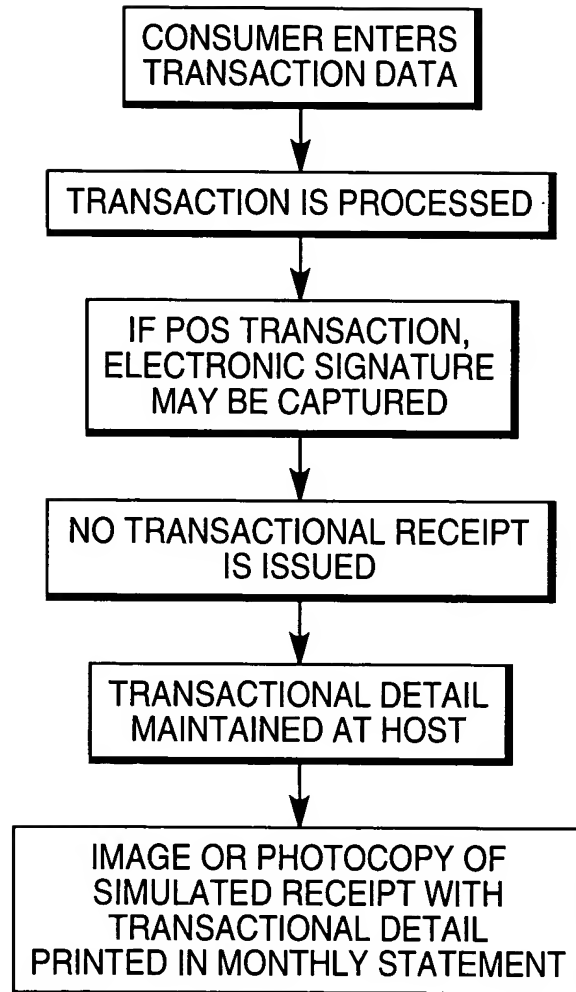 CONSUMER ENTERS
TRANSACTION DATA
TRANSACTION IS PROCESSED
IF POS TRANSACTION,
ELECTRONIC SIGNATURE
MAY BE CAPTURED
NO TRANSACTIONAL RECEIPT
IS ISSUED
TRANSACTIONAL DETAIL
MAINTAINED AT HOST
IMAGE OR PHOTOCOPY OF
SIMULATED RECEIPT WITH
TRANSACTIONAL DETAIL
PRINTED IN MONTHLY STATEMENT